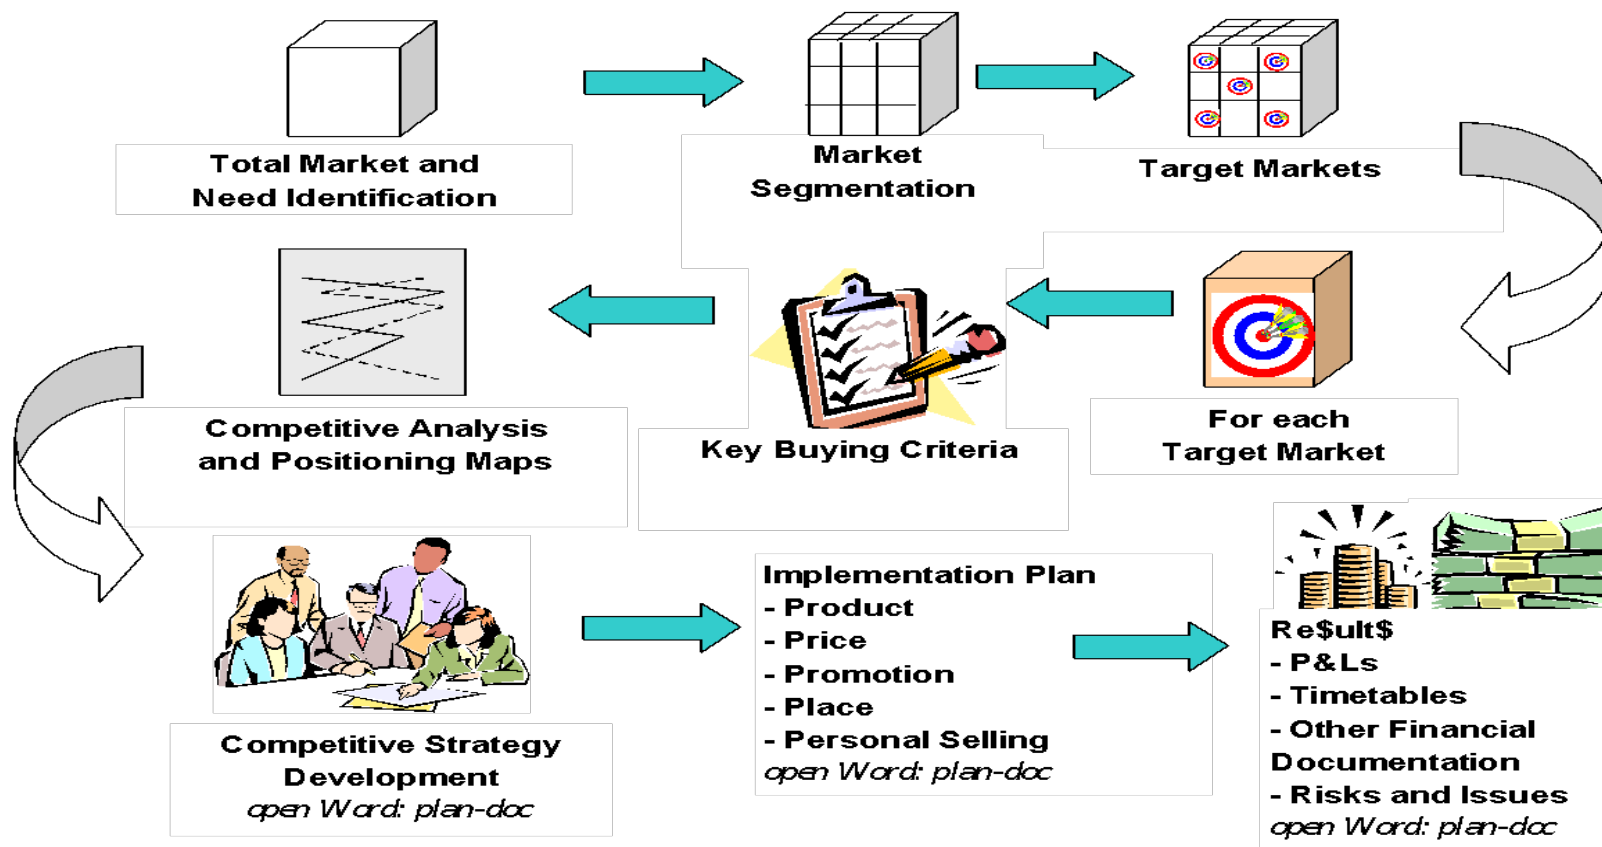 Total Market and
Need Identification
Market
Segmentation
Target Markets
For each
Target Market
Key Buying Criteria
Competitive Analysis
and Positioning Maps
Competitive Strategy
Development
open Word: plan-doc
Implementation Plan
- Product
- Price
- Promotion
- Place
- Personal Selling
open Word: plan-doc
Re$ult$
- P&Ls
- Timetables
- Other Financial
Documentation
- Risks and Issues
open Word: plan-doc